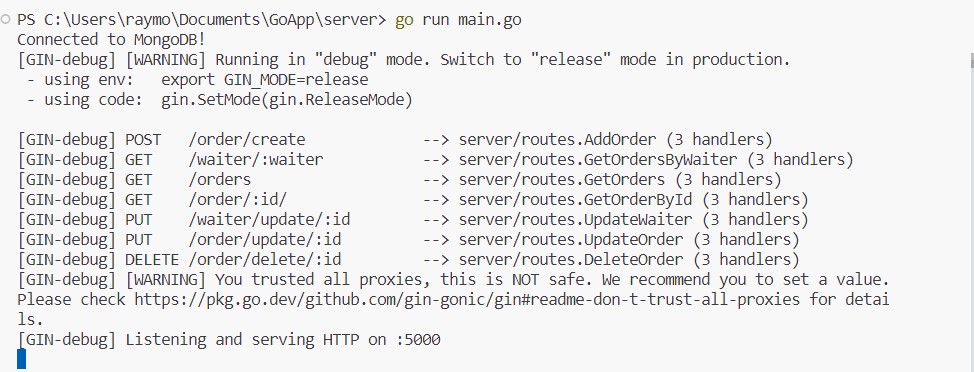 PS C:\Users\raymo\Documents\GoApp\server> go run main.go
Connected to MongoDB!
[GIN-debug] [WARNING] Running in "debug" mode. Switch to "release" mode in production.
 - using env:   export GIN_MODE=release
 - using code:  gin.SetMode(gin.ReleaseMode)

[GIN-debug] POST   /order/create             --> server/routes.AddOrder (3 handlers)
[GIN-debug] GET    /waiter/:waiter           --> server/routes.GetOrdersByWaiter (3 handlers)
[GIN-debug] GET    /orders                   --> server/routes.GetOrders (3 handlers)
[GIN-debug] GET    /order/:id/               --> server/routes.GetOrderById (3 handlers)
[GIN-debug] PUT    /waiter/update/:id        --> server/routes.UpdateWaiter (3 handlers)
[GIN-debug] PUT    /order/update/:id         --> server/routes.UpdateOrder (3 handlers)
[GIN-debug] DELETE /order/delete/:id         --> server/routes.DeleteOrder (3 handlers)
[GIN-debug] [WARNING] You trusted all proxies, this is NOT safe. We recommend you to set a value.
Please check https://pkg.go.dev/github.com/gin-gonic/gin#readme-don-t-trust-all-proxies for detai
ls.
[GIN-debug] Listening and serving HTTP on :5000